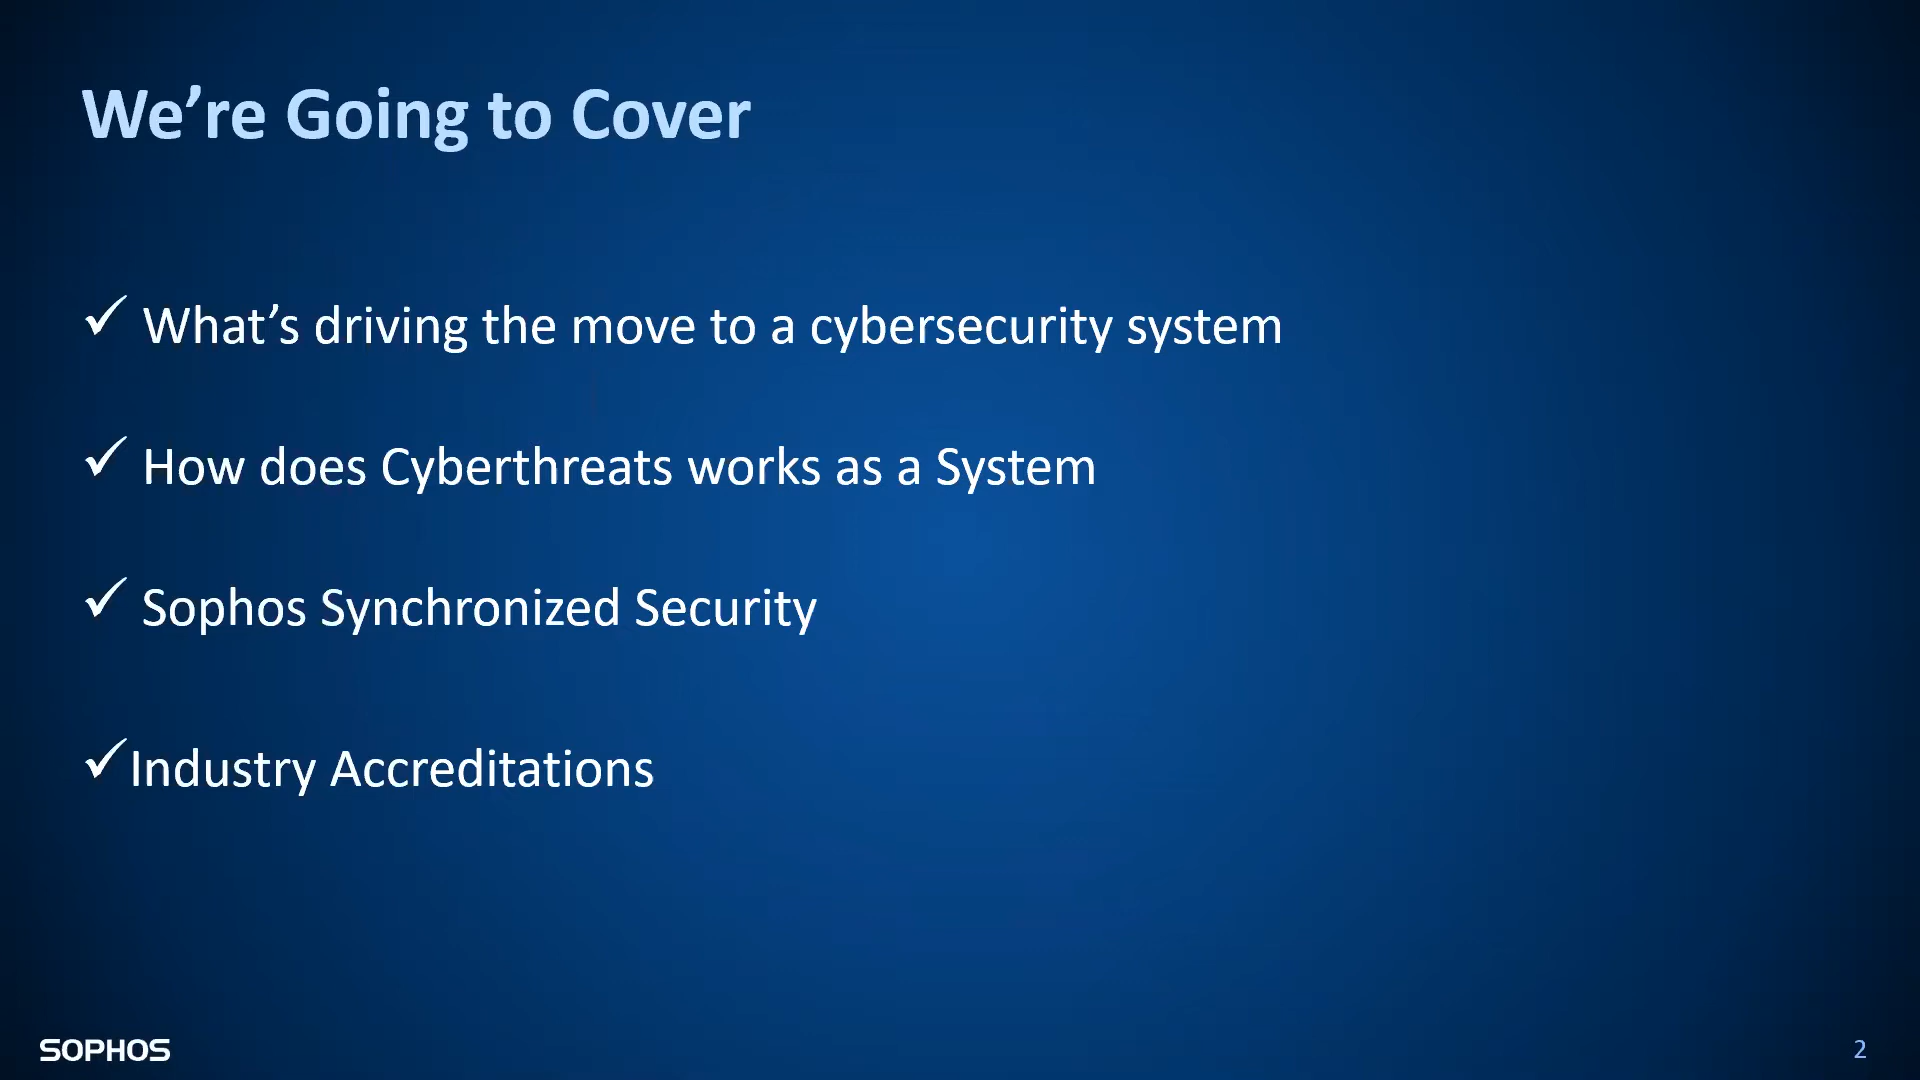 We’re Going to Cover
✓ What’s driving the move to a cybersecurity system
✓ How does Cyberthreats works as a System
✓ Sophos Synchronized Security
✓Industry Accreditations
SOPHOS
2